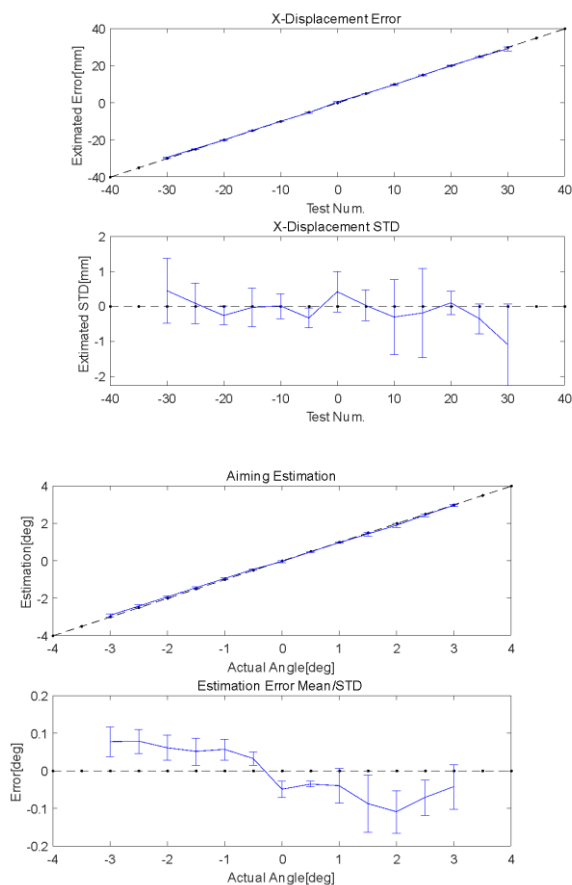 X-Displacement Error
Extimated Error[mm]
40
20
0
-20
-40
-40 -30 -20 -10 0 10 20 30 40
Test Num.
X-Displacement STD
Extimated STD[mm]
2
1
0
-1
-2
-40 -30 -20 -10 0 10 20 30 40
Test Num.
Aiming Estimation
Estimation[deg]
4
2
0
-2
-4
-4 -3 -2 -1 0 1 2 3 4
Actual Angle[deg]
Estimation Error Mean/STD
Error[deg]
0.2
0.1
0
-0.1
-0.2
-4 -3 -2 -1 0 1 2 3 4
Actual Angle[deg]